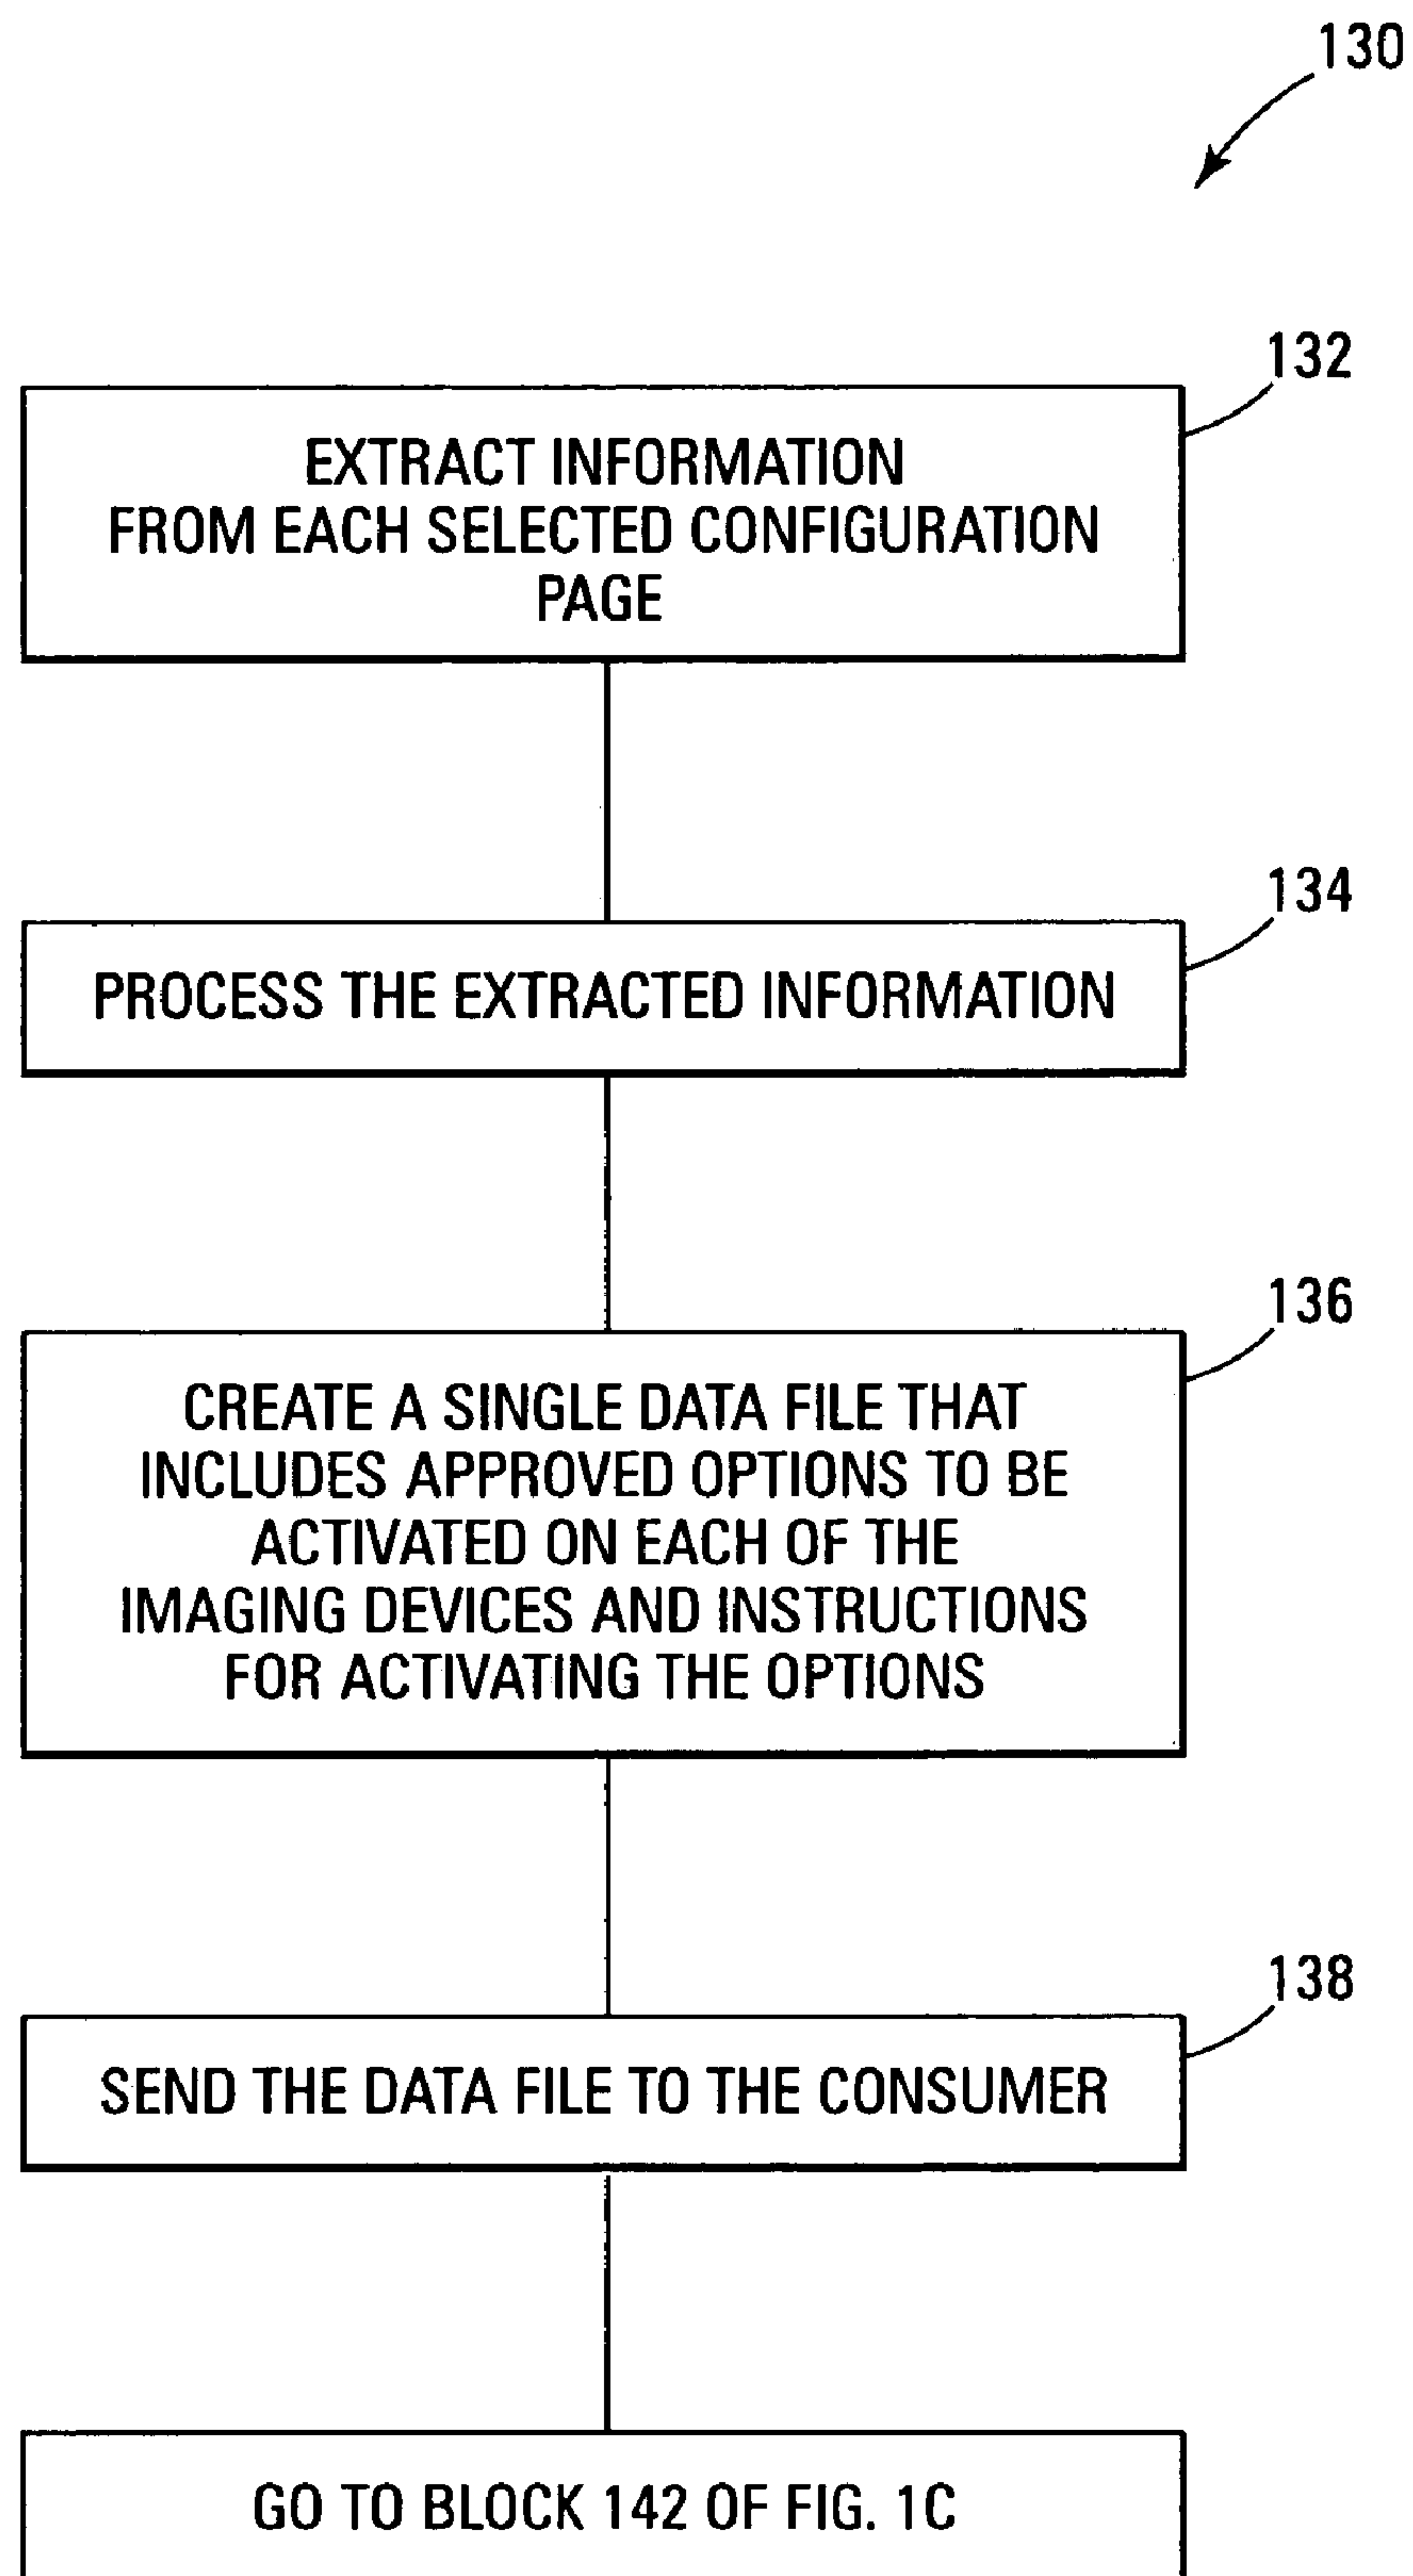 130
132
EXTRACT INFORMATION
FROM EACH SELECTED CONFIGURATION
PAGE
134
PROCESS THE EXTRACTED INFORMATION
136
CREATE A SINGLE DATA FILE THAT
INCLUDES APPROVED OPTIONS TO BE
ACTIVATED ON EACH OF THE
IMAGING DEVICES AND INSTRUCTIONS
FOR ACTIVATING THE OPTIONS
138
SEND THE DATA FILE TO THE CONSUMER
GO TO BLOCK 142 OF FIG. 1C